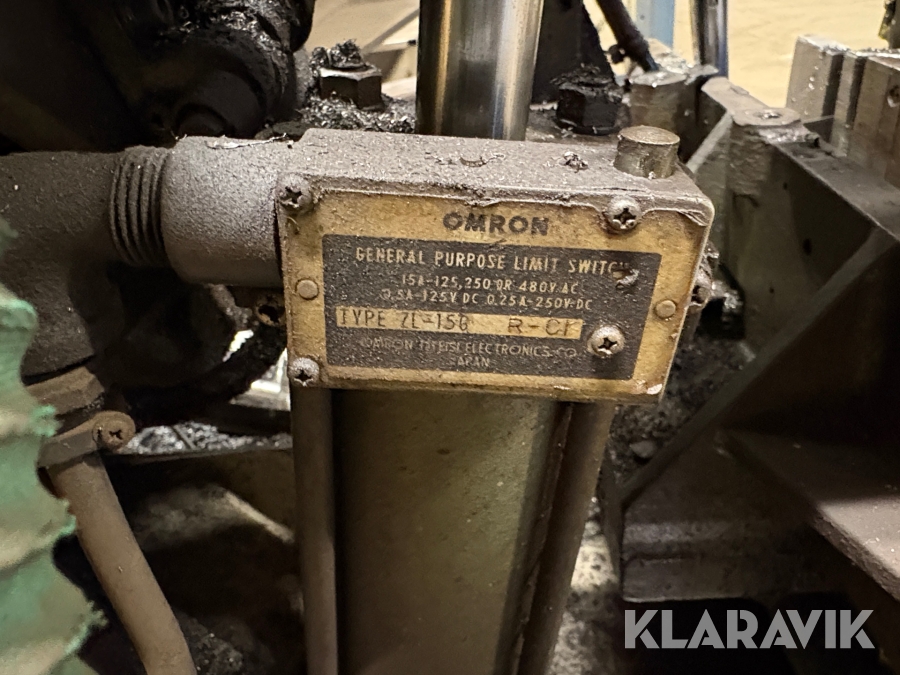 OMRON
GENERAL PURPOSE LIMIT SWITCH
15A-125,250 OR 480V·AC
0.5A-125V DC 0.25A-250V·DC
TYPE ZL-15G R-C1
OMRON TATEISI ELECTRONICS CO.
JAPAN
KLARAVIK